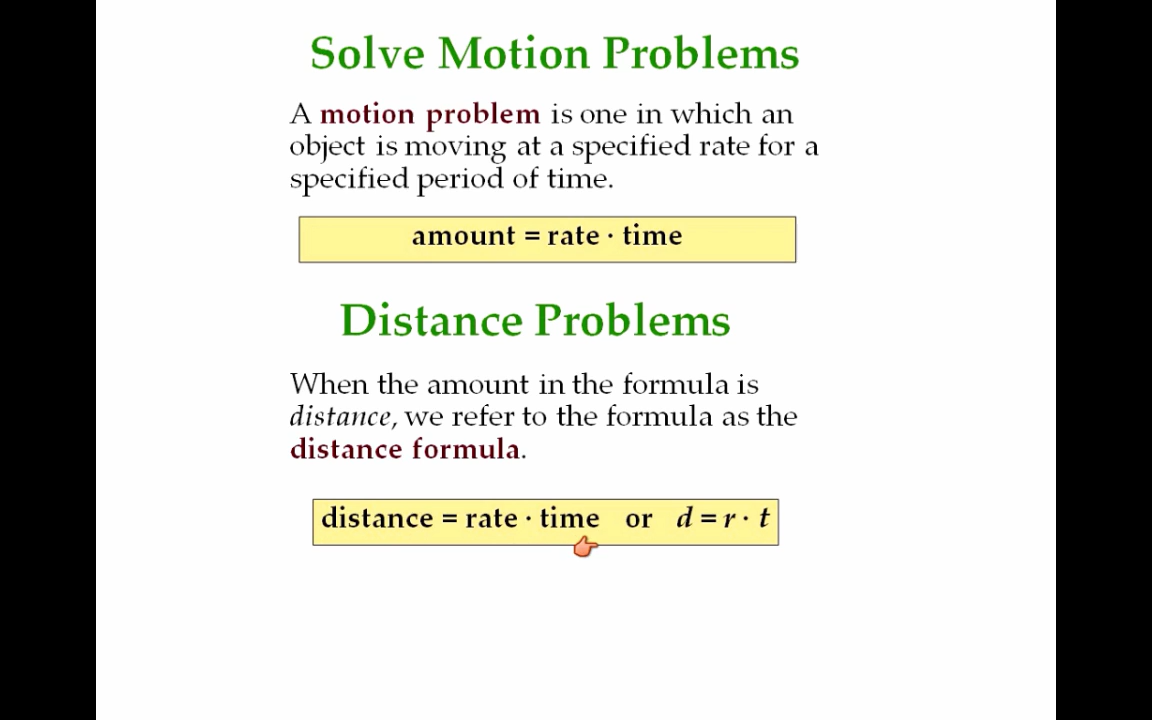 Solve Motion Problems
A motion problem is one in which an
object is moving at a specified rate for a
specified period of time.
amount = rate · time
Distance Problems
When the amount in the formula is
distance, we refer to the formula as the
distance formula.
distance = rate · time or d = r · t